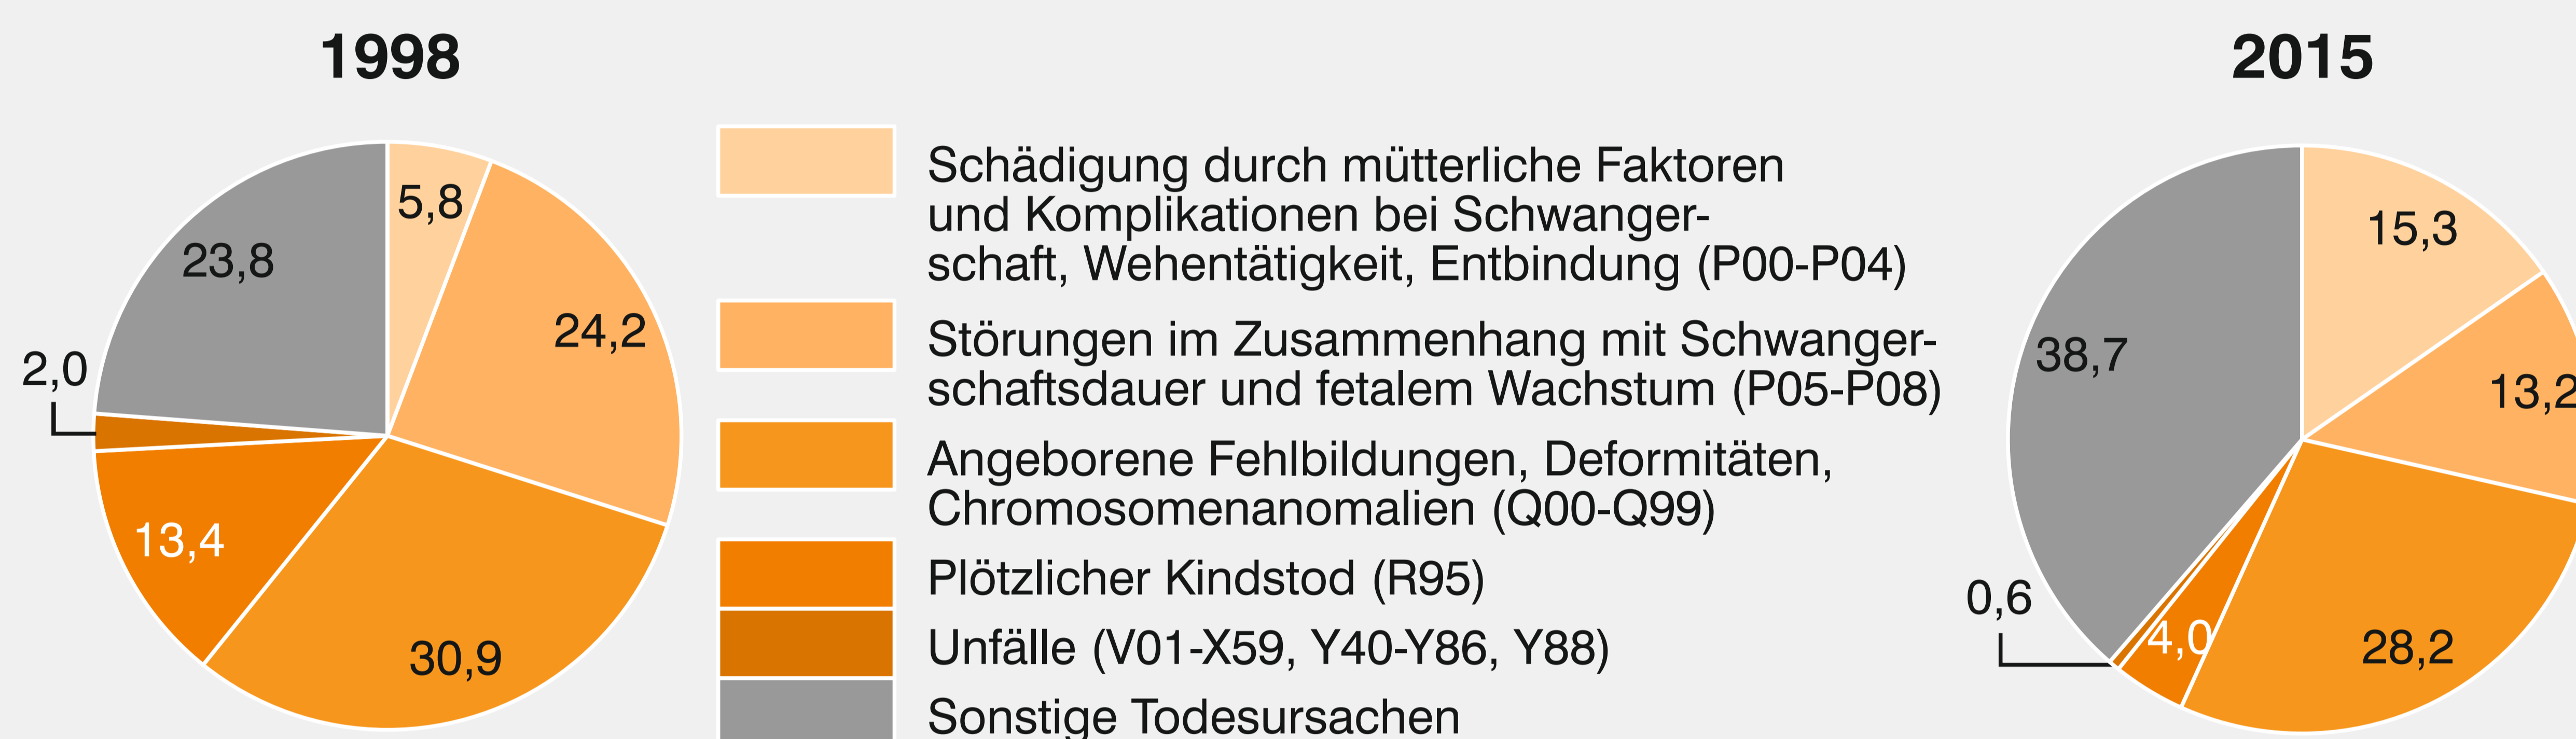 1998
5,8
24,2
30,9
13,4
2,0
23,8
Schädigung durch mütterliche Faktoren
und Komplikationen bei Schwanger-
schaft, Wehentätigkeit, Entbindung (P00-P04)
Störungen im Zusammenhang mit Schwanger-
schaftsdauer und fetalem Wachstum (P05-P08)
Angeborene Fehlbildungen, Deformitäten,
Chromosomenanomalien (Q00-Q99)
Plötzlicher Kindstod (R95)
Unfälle (V01-X59, Y40-Y86, Y88)
Sonstige Todesursachen
2015
15,3
13,2
28,2
4,0
0,6
38,7